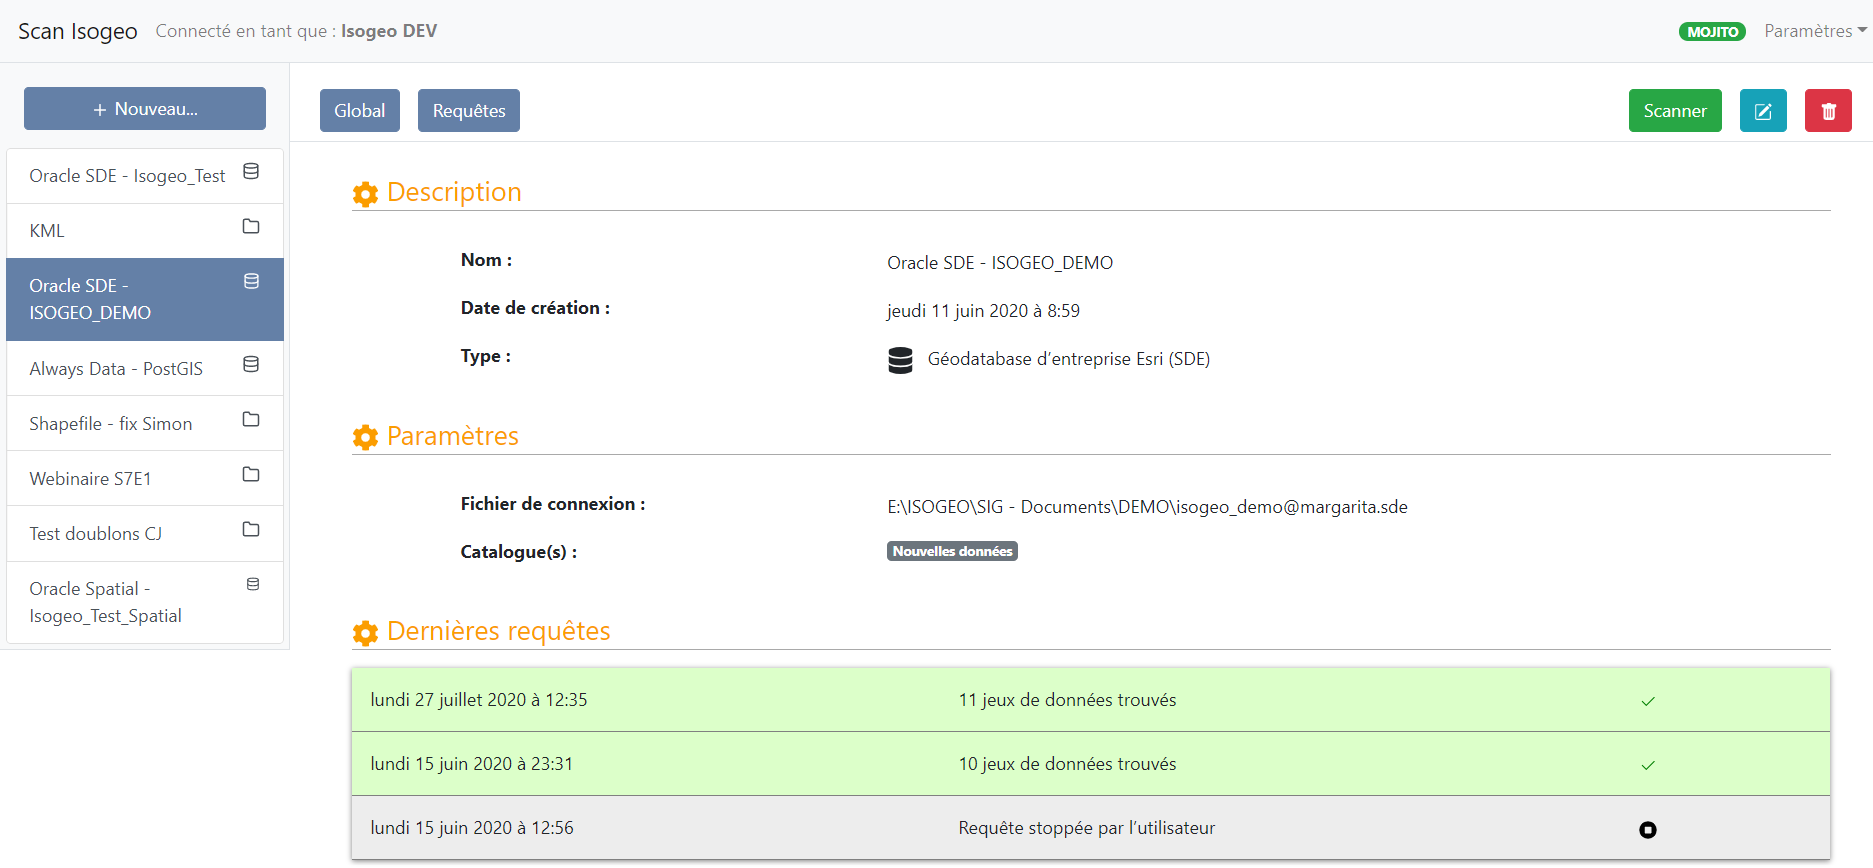 Scan Isogeo Connecté en tant que : Isogeo DEV
MOJITO Paramètres
+ Nouveau...
Global Requêtes
Scanner
Oracle SDE - Isogeo_Test
KML
Oracle SDE -
ISOGEO_DEMO
Always Data - PostGIS
Shapefile - fix Simon
Webinaire S7E1
Test doublons CJ
Oracle Spatial -
Isogeo_Test_Spatial
Description
Nom : Oracle SDE - ISOGEO_DEMO
Date de création : jeudi 11 juin 2020 à 8:59
Type : Géodatabase d’entreprise Esri (SDE)
Paramètres
Fichier de connexion : E:\ISOGEO\SIG - Documents\DEMO\isogeo_demo@margarita.sde
Catalogue(s) : Nouvelles données
Dernières requêtes
lundi 27 juillet 2020 à 12:35 11 jeux de données trouvés
lundi 15 juin 2020 à 23:31 10 jeux de données trouvés
lundi 15 juin 2020 à 12:56 Requête stoppée par l’utilisateur